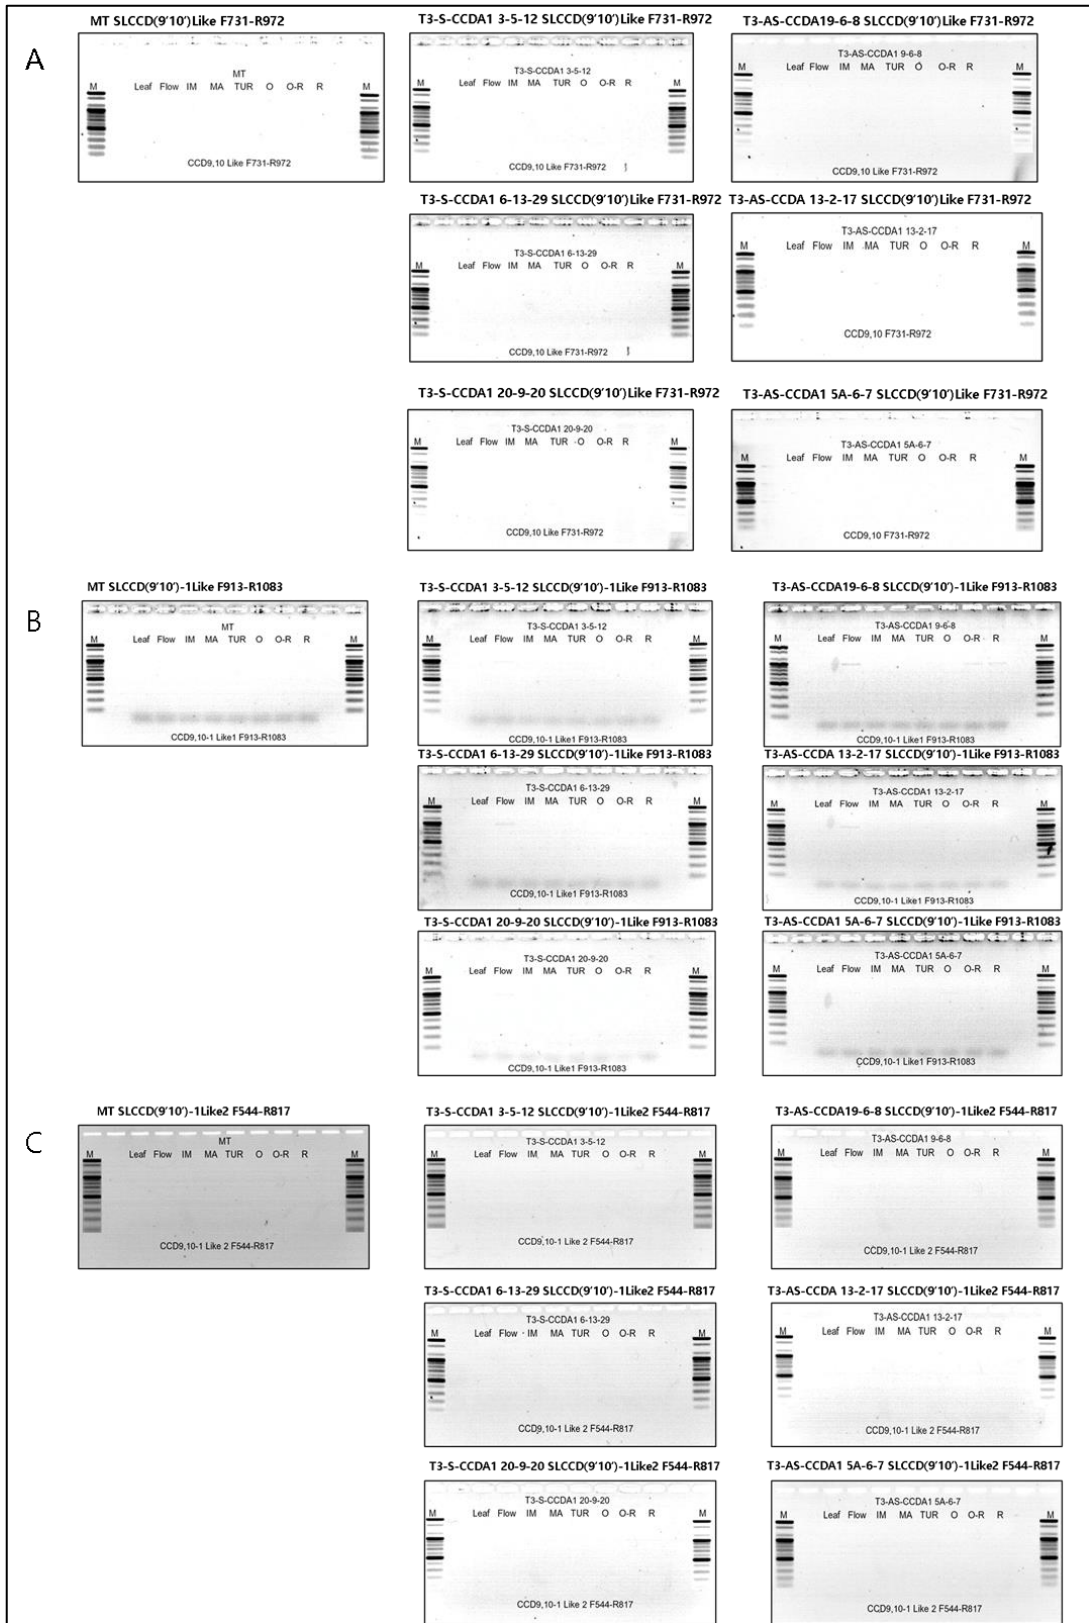 A
MT SLCCD(9'10')Like F731-R972
MT
M Leaf Flow IM MA TUR O O-R R M
CCD9,10 Like F731-R972
T3-S-CCDA1 3-5-12 SLCCD(9'10')Like F731-R972
T3-S-CCDA1 3-5-12
M Leaf Flow IM MA TUR O O-R R M
CCD9,10 Like F731-R972
T3-AS-CCDA19-6-8 SLCCD(9'10')Like F731-R972
T3-AS-CCDA1 9-6-8
M Leaf Flow IM MA TUR O O-R R M
CCD9,10 Like F731-R972
T3-S-CCDA1 6-13-29 SLCCD(9'10')Like F731-R972
T3-S-CCDA1 6-13-29
M Leaf Flow IM MA TUR O O-R R M
CCD9,10 Like F731-R972
T3-AS-CCDA 13-2-17 SLCCD(9'10')Like F731-R972
T3-AS-CCDA1 13-2-17
M Leaf Flow IM MA TUR O O-R R M
CCD9,10 F731-R972
T3-S-CCDA1 20-9-20 SLCCD(9'10')Like F731-R972
T3-S-CCDA1 20-9-20
M Leaf Flow IM MA TUR O O-R R M
CCD9,10 Like F731-R972
T3-AS-CCDA1 5A-6-7 SLCCD(9'10')Like F731-R972
T3-AS-CCDA1 5A-6-7
M Leaf Flow IM MA TUR O O-R R M
CCD9,10 F731-R972
B
MT SLCCD(9'10')-1Like F913-R1083
MT
M Leaf Flow IM MA TUR O O-R R M
CCD9,10-1 Like1 F913-R1083
T3-S-CCDA1 3-5-12 SLCCD(9'10')-1Like F913-R1083
T3-S-CCDA1 3-5-12
M Leaf Flow IM MA TUR O O-R R M
CCD9,10-1 Like1 F913-R1083
T3-AS-CCDA19-6-8 SLCCD(9'10')-1Like F913-R1083
T3-AS-CCDA1 9-6-8
M Leaf Flow IM MA TUR O O-R R M
CCD9,10-1 Like1 F913-R1083
T3-S-CCDA1 6-13-29 SLCCD(9'10')-1Like F913-R1083
T3-S-CCDA1 6-13-29
M Leaf Flow IM MA TUR O O-R R M
CCD9,10-1 Like1 F913-R1083
T3-AS-CCDA 13-2-17 SLCCD(9'10')-1Like F913-R1083
T3-AS-CCDA1 13-2-17
M Leaf Flow IM MA TUR O O-R R M
CCD9,10-1 Like1 F913-R1083
T3-S-CCDA1 20-9-20 SLCCD(9'10')-1Like F913-R1083
T3-S-CCDA1 20-9-20
M Leaf Flow IM MA TUR O O-R R M
CCD9,10-1 Like1 F913-R1083
T3-AS-CCDA1 5A-6-7 SLCCD(9'10')-1Like F913-R1083
T3-AS-CCDA1 5A-6-7
M Leaf Flow IM MA TUR O O-R R M
CCD9,10-1 Like1 F913-R1083
C
MT SLCCD(9'10')-1Like2 F544-R817
MT
M Leaf Flow IM MA TUR O O-R R M
CCD9,10-1 Like 2 F544-R817
T3-S-CCDA1 3-5-12 SLCCD(9'10')-1Like2 F544-R817
T3-S-CCDA1 3-5-12
M Leaf Flow IM MA TUR O O-R R M
CCD9,10-1 Like 2 F544-R817
T3-AS-CCDA19-6-8 SLCCD(9'10')-1Like2 F544-R817
T3-AS-CCDA1 9-6-8
M Leaf Flow IM MA TUR O O-R R M
CCD9,10-1 Like 2 F544-R817
T3-S-CCDA1 6-13-29 SLCCD(9'10')-1Like2 F544-R817
T3-S-CCDA1 6-13-29
M Leaf Flow IM MA TUR O O-R R M
CCD9,10-1 Like 2 F544-R817
T3-AS-CCDA 13-2-17 SLCCD(9'10')-1Like2 F544-R817
T3-AS-CCDA1 13-2-17
M Leaf Flow IM MA TUR O O-R R M
CCD9,10-1 Like 2 F544-R817
T3-S-CCDA1 20-9-20 SLCCD(9'10')-1Like2 F544-R817
T3-S-CCDA1 20-9-20
M Leaf Flow IM MA TUR O O-R R M
CCD9,10-1 Like 2 F544-R817
T3-AS-CCDA1 5A-6-7 SLCCD(9'10')-1Like2 F544-R817
T3-AS-CCDA1 5A-6-7
M Leaf Flow IM MA TUR O O-R R M
CCD9,10-1 Like 2 F544-R817